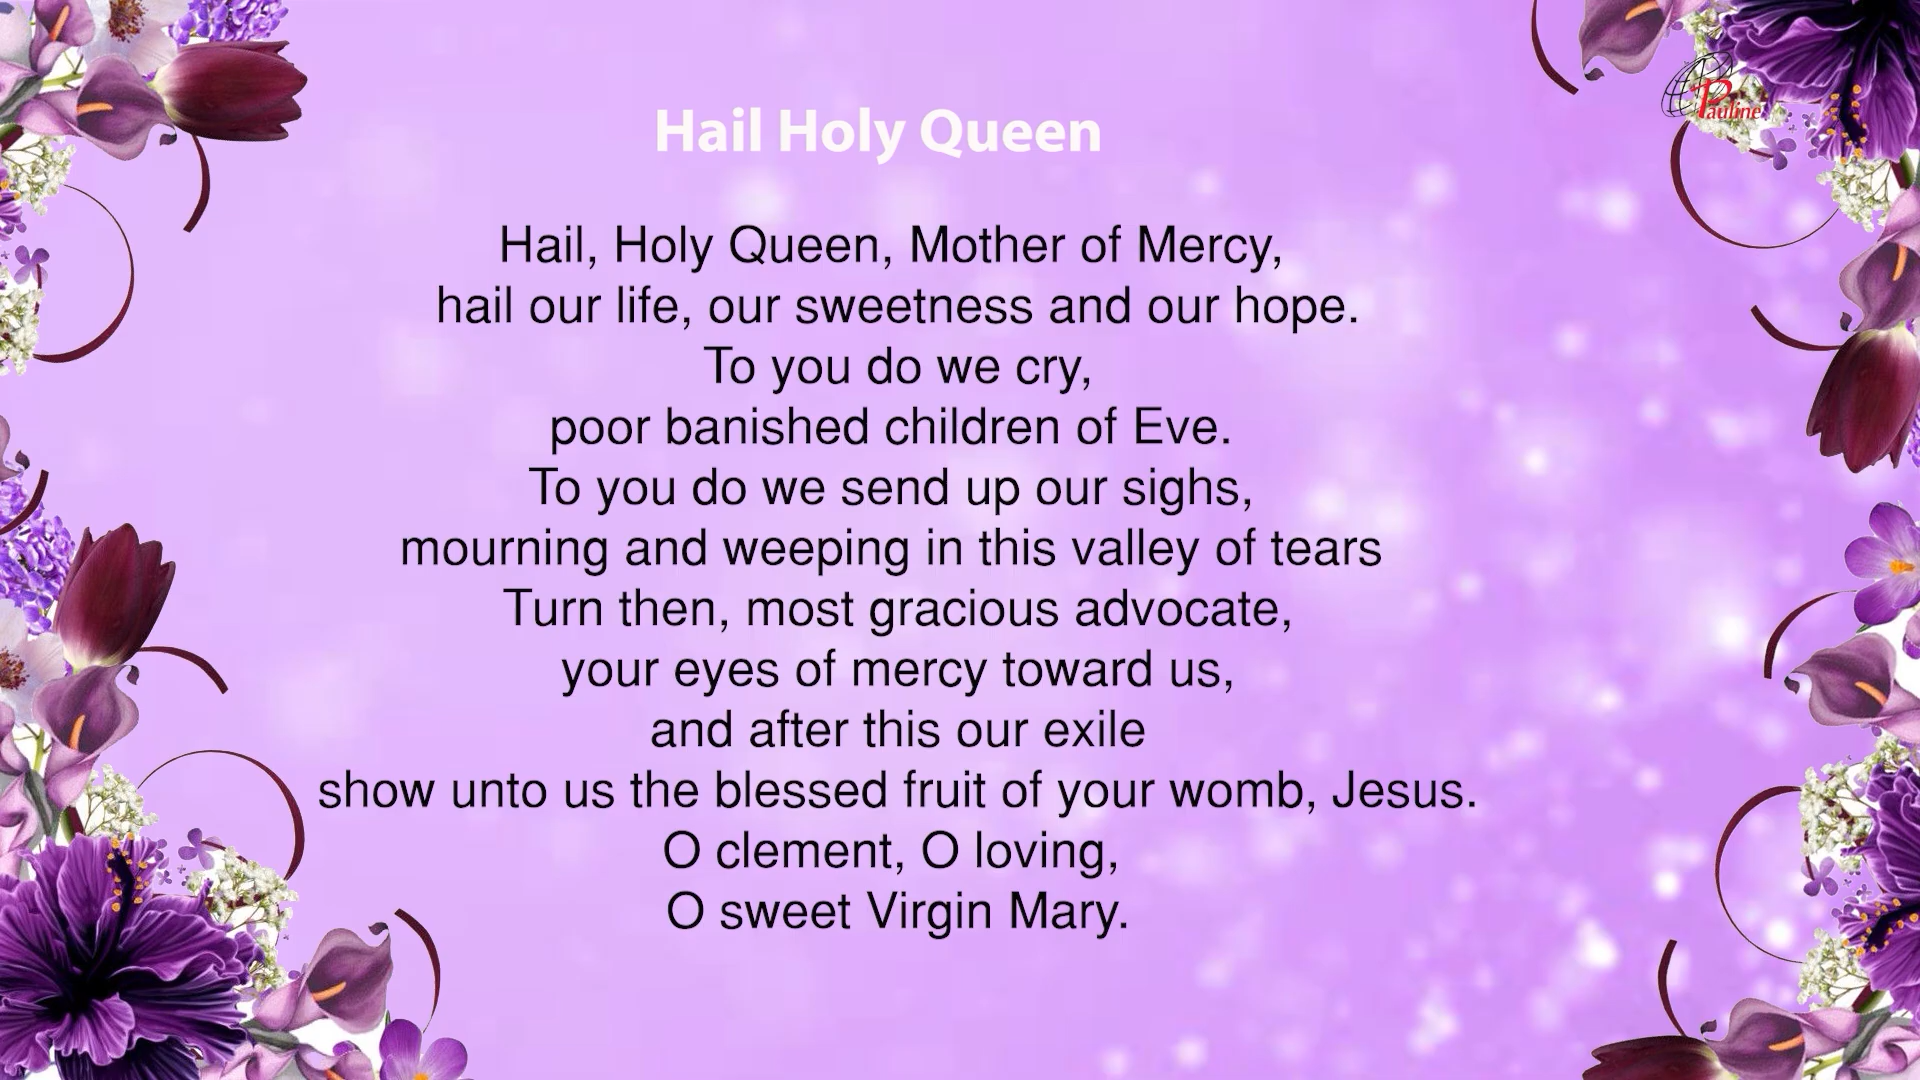 Pauline
Hail Holy Queen
Hail, Holy Queen, Mother of Mercy,
hail our life, our sweetness and our hope.
To you do we cry,
poor banished children of Eve.
To you do we send up our sighs,
mourning and weeping in this valley of tears
Turn then, most gracious advocate,
your eyes of mercy toward us,
and after this our exile
show unto us the blessed fruit of your womb, Jesus.
O clement, O loving,
O sweet Virgin Mary.